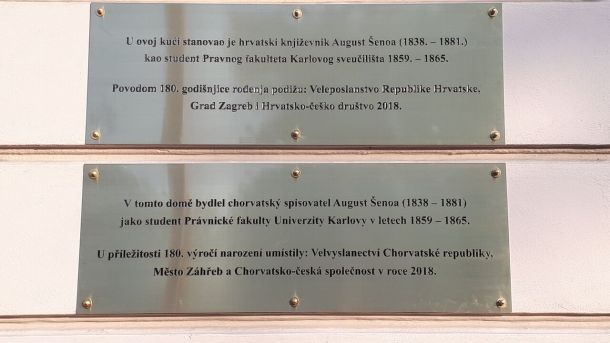 U ovoj kući stanovao je hrvatski književnik August Šenoa (1838. – 1881.)
kao student Pravnog fakulteta Karlovog sveučilišta 1859. – 1865.
Povodom 180. godišnjice rođenja podižu: Veleposlanstvo Republike Hrvatske,
Grad Zagreb i Hrvatsko-češko društvo 2018.
V tomto domě bydlel chorvatský spisovatel August Šenoa (1838 – 1881)
jako student Právnické fakulty Univerzity Karlovy v letech 1859 – 1865.
U příležitosti 180. výročí narození umístily: Velvyslanectví Chorvatské republiky,
Město Záhřeb a Chorvatsko-česká společnost v roce 2018.